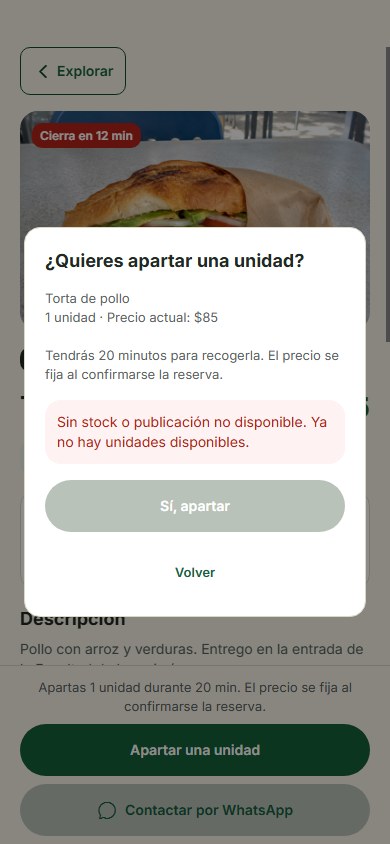 Explorar
Cierra en 12 min
¿Quieres apartar una unidad?
Torta de pollo
1 unidad · Precio actual: $85
Tendrás 20 minutos para recogerla. El precio se
fija al confirmarse la reserva.
Sin stock o publicación no disponible. Ya
no hay unidades disponibles.
Sí, apartar
Volver
Descripción
Pollo con arroz y verduras. Entrego en la entrada de
Apartas 1 unidad durante 20 min. El precio se fija al
confirmarse la reserva.
Apartar una unidad
Contactar por WhatsApp